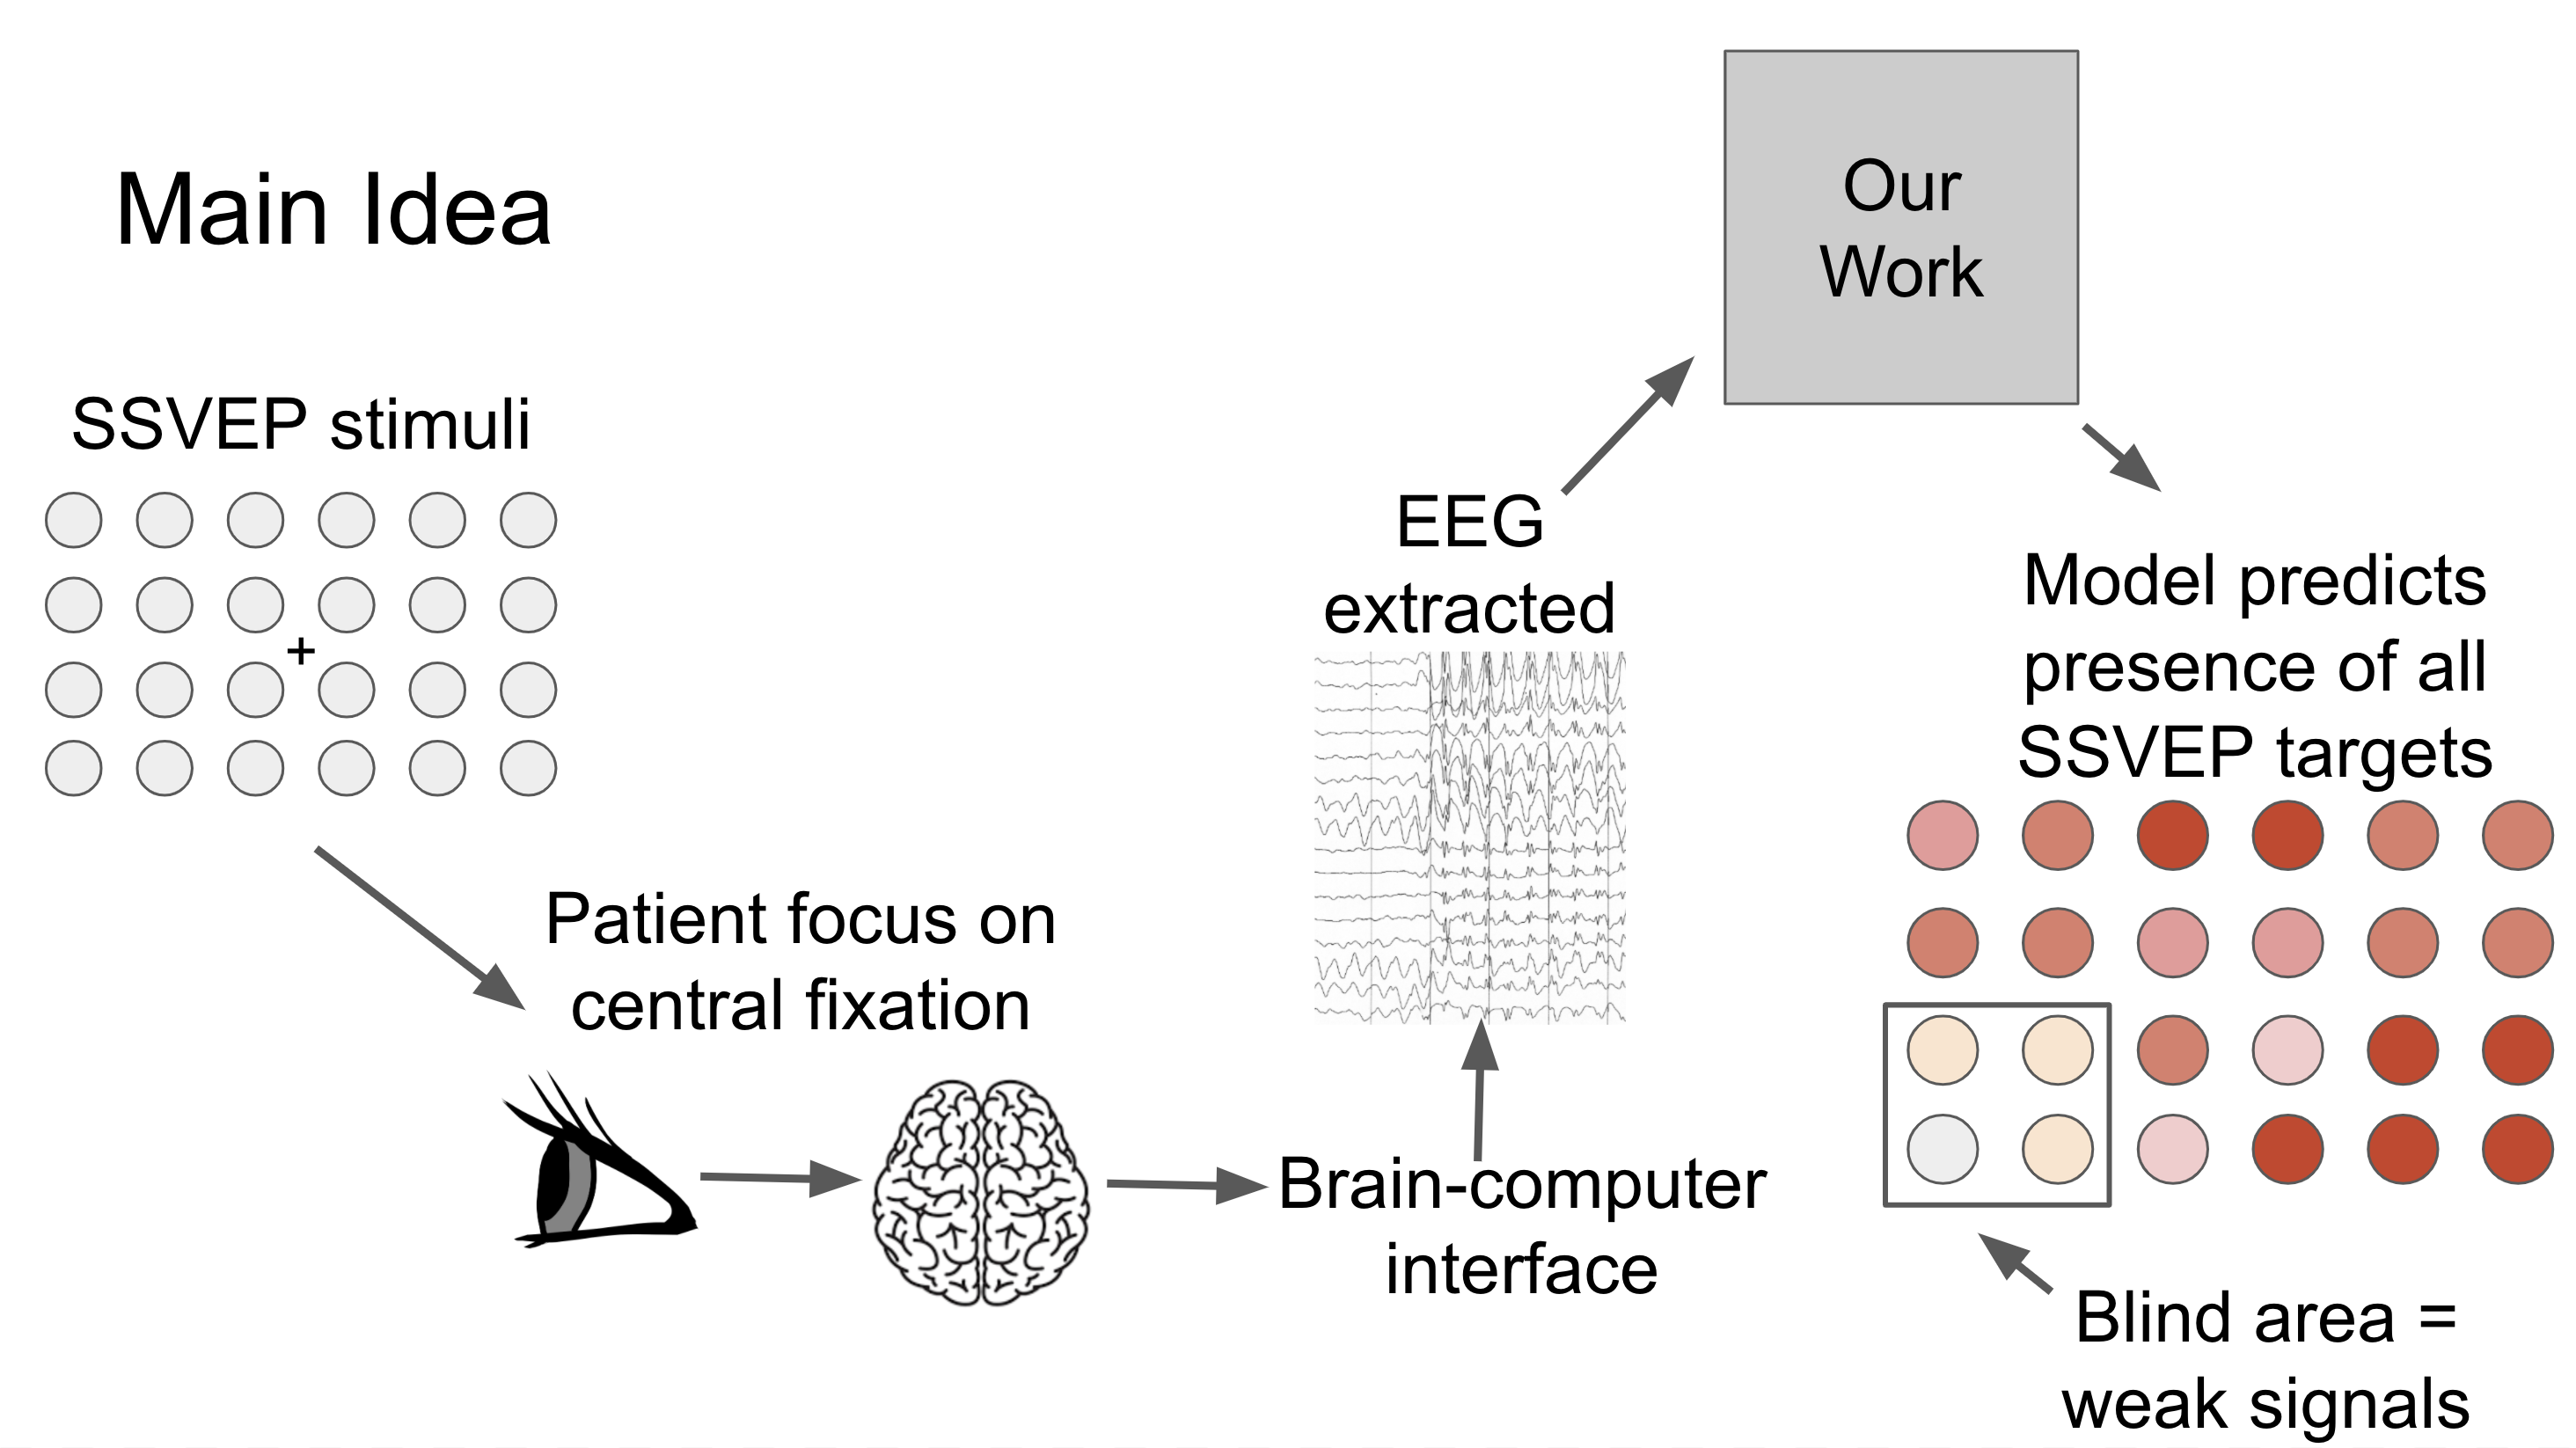 Main Idea
SSVEP stimuli
+
Patient focus on
central fixation
Brain-computer
interface
EEG
extracted
Our
Work
Model predicts
presence of all
SSVEP targets
Blind area =
weak signals